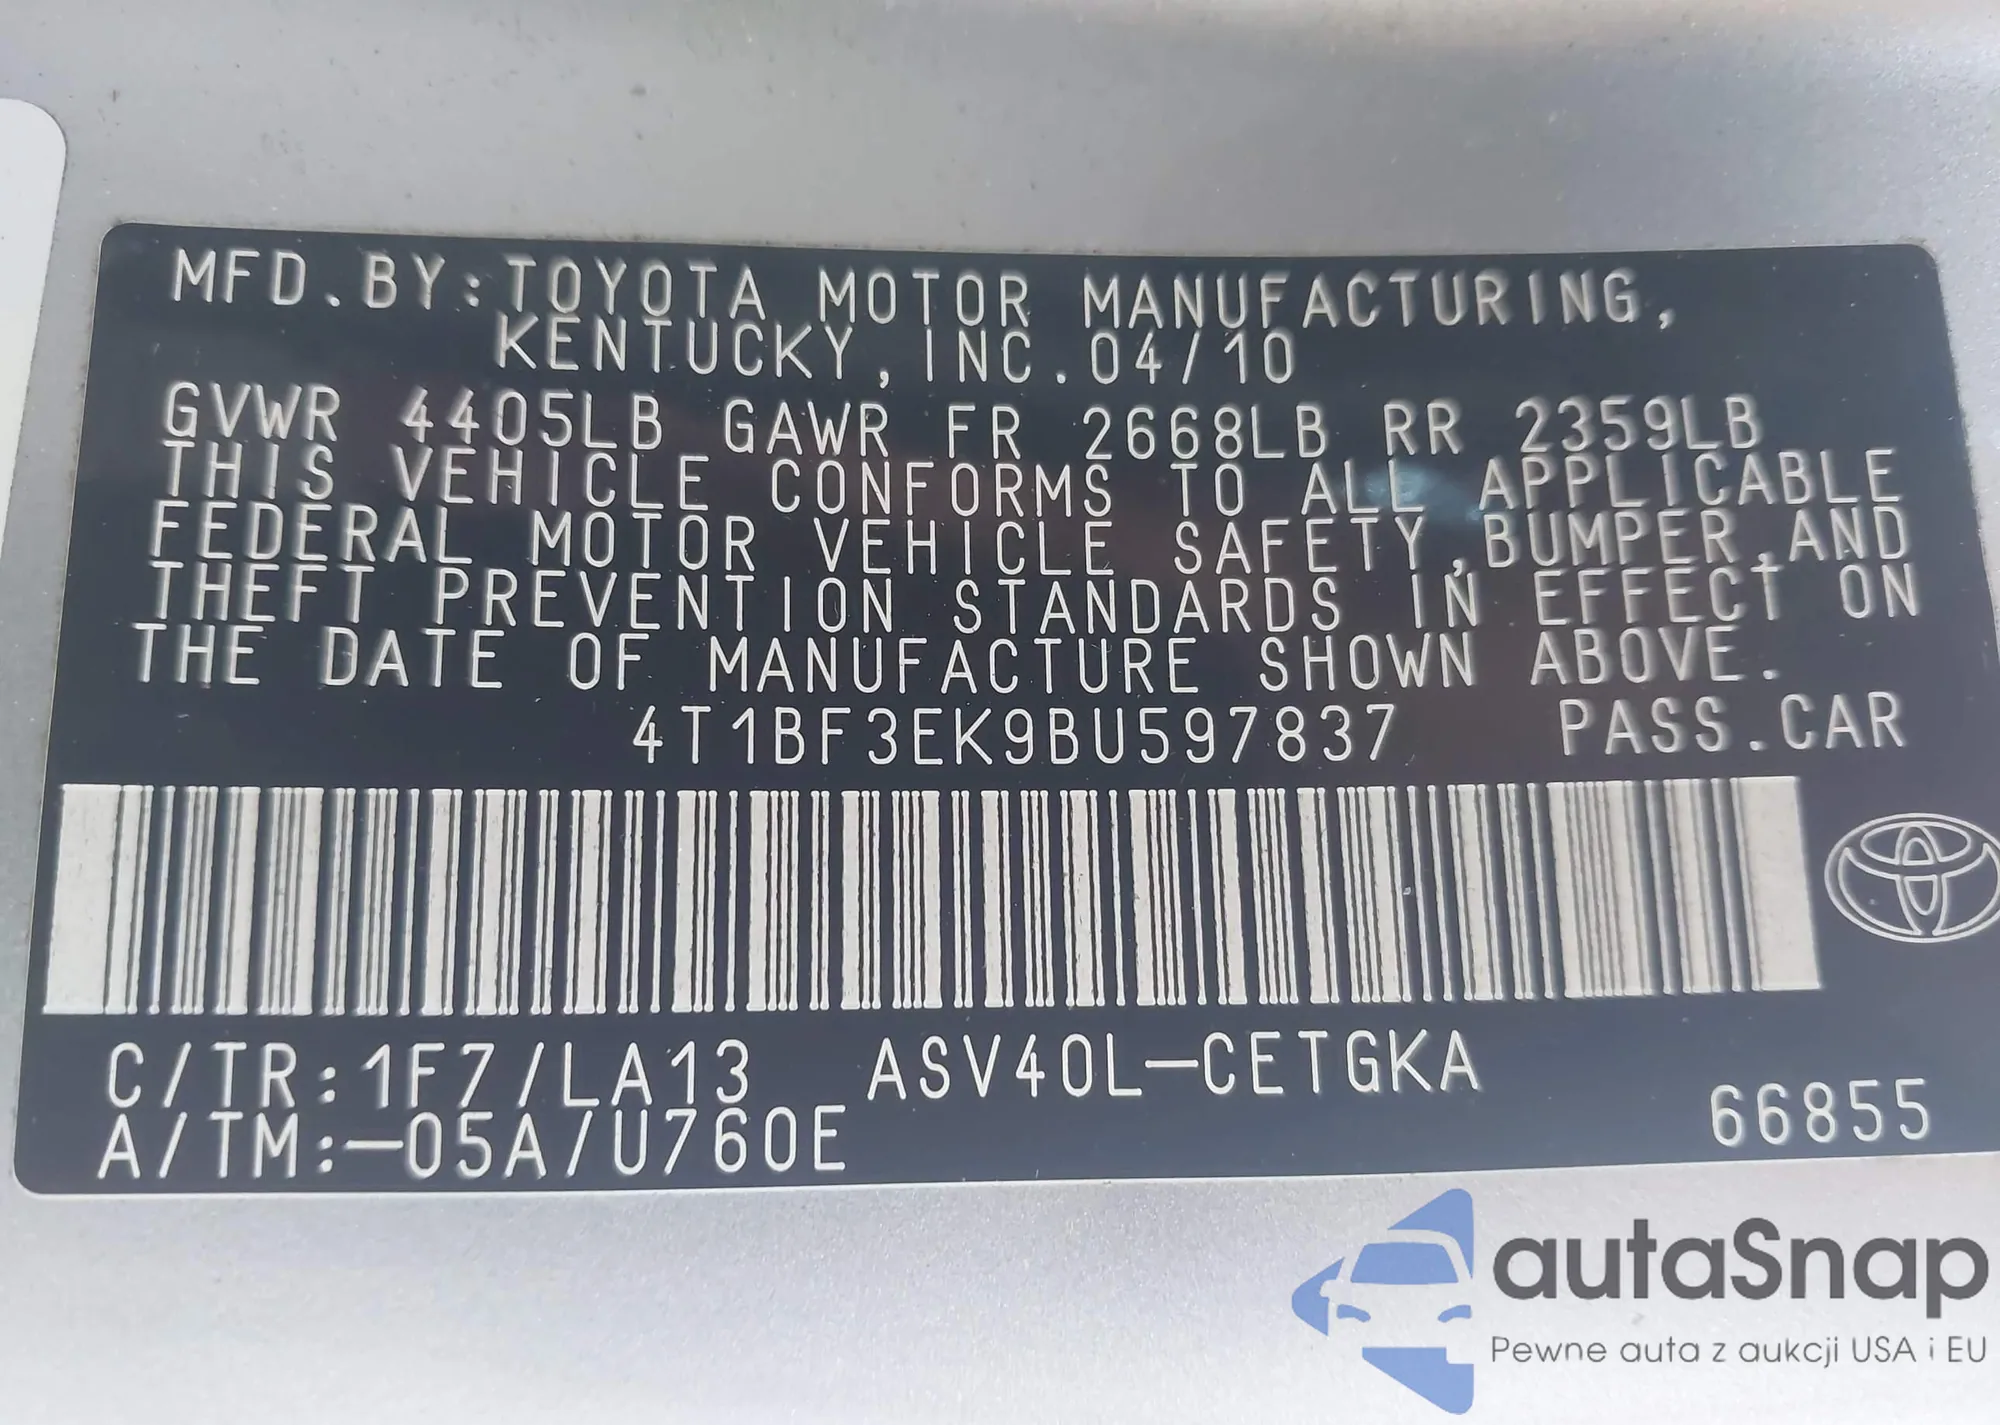 MFD.BY:TOYOTA MOTOR MANUFACTURING,
KENTUCKY,INC.04/10
GVWR 4405LB GAWR FR 2668LB RR 2359LB
THIS VEHICLE CONFORMS TO ALL APPLICABLE
FEDERAL MOTOR VEHICLE SAFETY,BUMPER,AND
THEFT PREVENTION STANDARDS IN EFFECT ON
THE DATE OF MANUFACTURE SHOWN ABOVE.
4T1BF3EK9BU597837 PASS.CAR
C/TR:1F7/LA13 ASV40L-CETGKA
A/TM:-05A/U760E 66855
autaSnap
Pewne auta z aukcji USA i EU